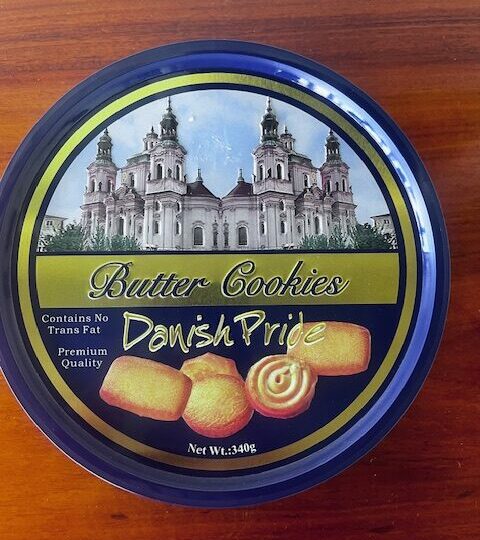 Butter Cookies
Danish Pride
Contains No
Trans Fat
Premium
Quality
Net Wt.:340g